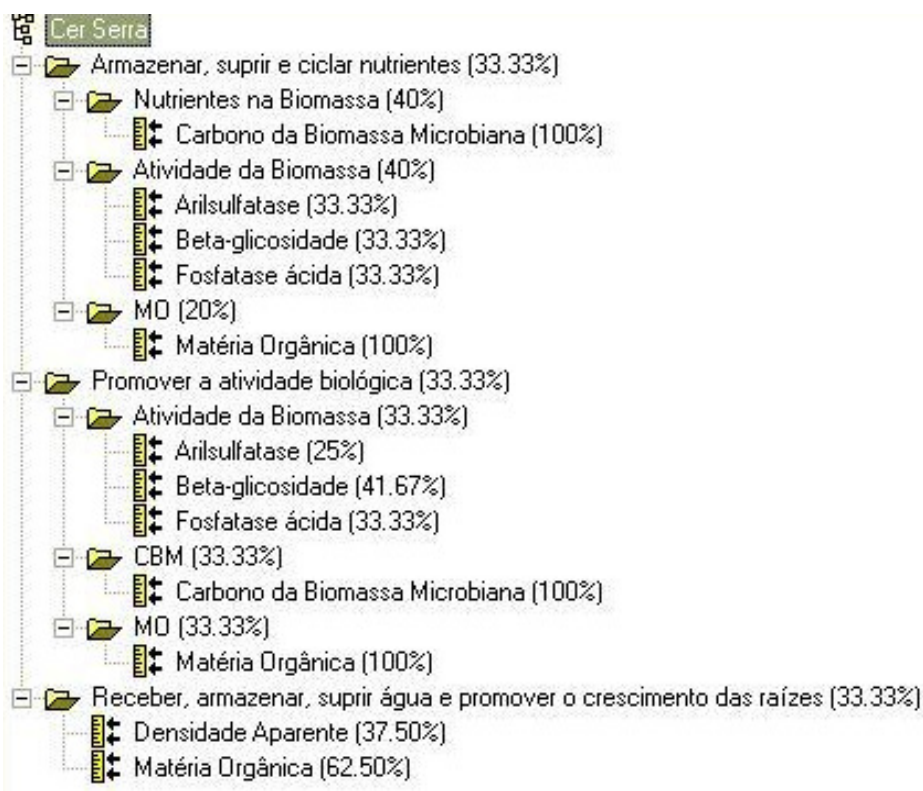 Cer Serra
Armazenar, suprir e ciclar nutrientes (33.33%)
Nutrientes na Biomassa (40%)
Carbono da Biomassa Microbiana (100%)
Atividade da Biomassa (40%)
Arilsulfatase (33.33%)
Beta-glicosidade (33.33%)
Fosfatase ácida (33.33%)
MO (20%)
Matéria Orgânica (100%)
Promover a atividade biológica (33.33%)
Atividade da Biomassa (33.33%)
Arilsulfatase (25%)
Beta-glicosidade (41.67%)
Fosfatase ácida (33.33%)
CBM (33.33%)
Carbono da Biomassa Microbiana (100%)
MO (33.33%)
Matéria Orgânica (100%)
Receber, armazenar, suprir água e promover o crescimento das raízes (33.33%)
Densidade Aparente (37.50%)
Matéria Orgânica (62.50%)